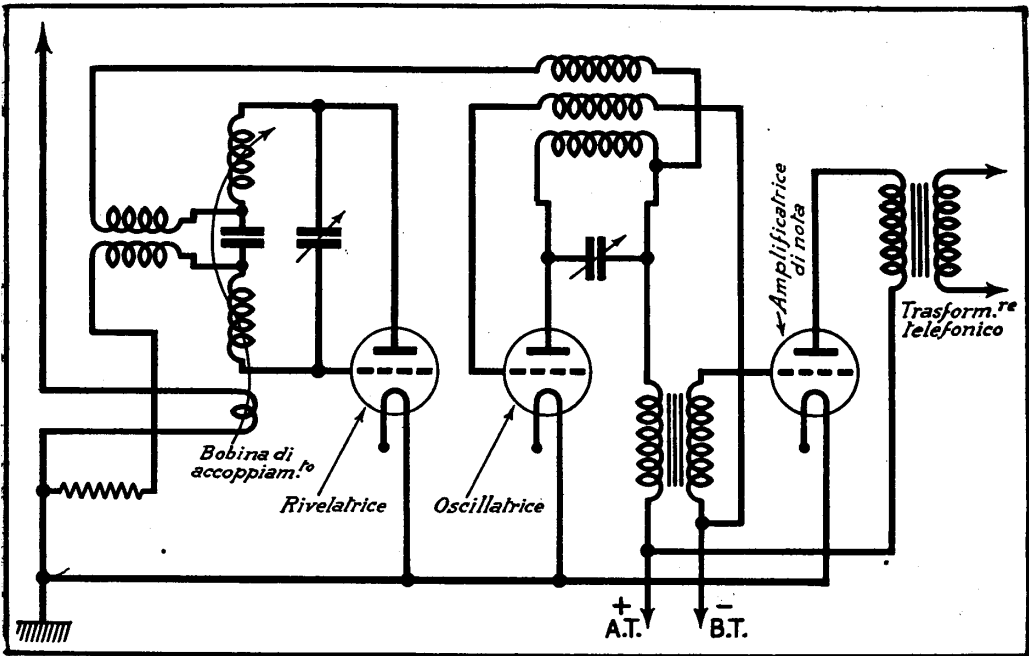 Amplificatrice
di nota
Trasform.re
Telefonico
Bobina di
accoppiam.to
Rivelatrice
Oscillatrice
+
A.T.
−
B.T.